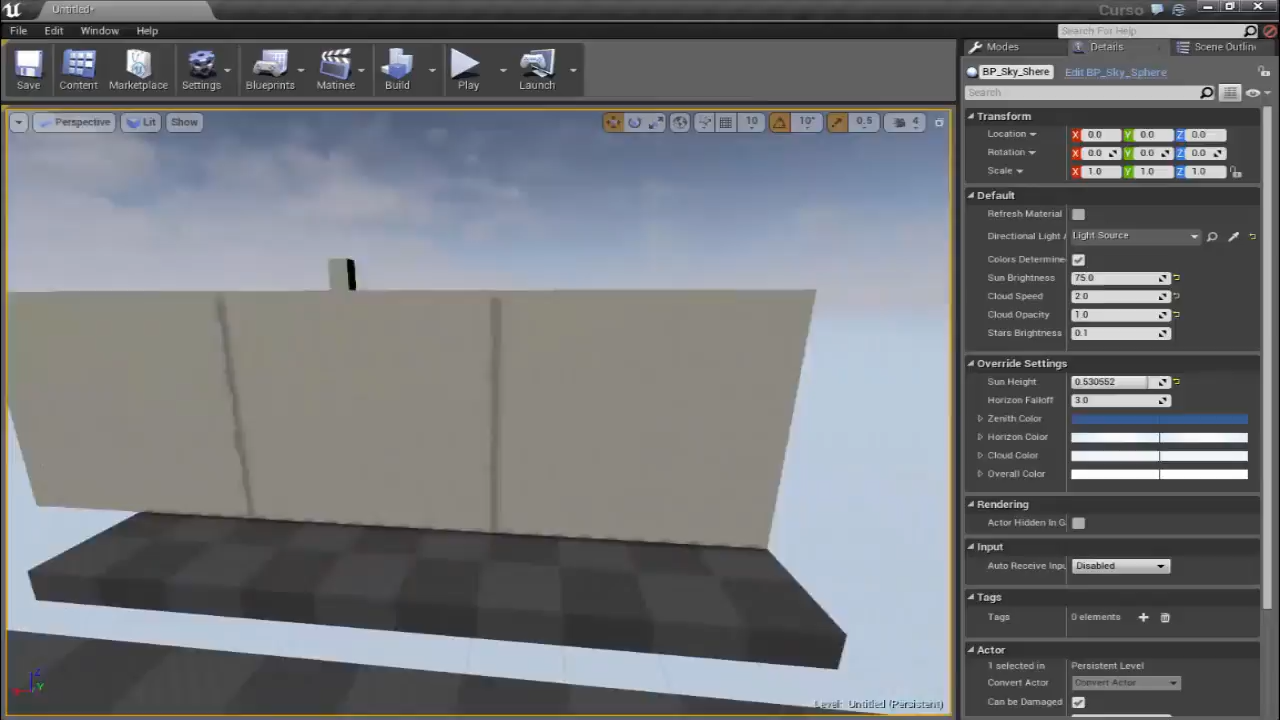 Untitled*
Curso
File Edit Window Help
Search For Help
Save Content Marketplace Settings Blueprints Matinee Build Play Launch
Modes Details Scene Outline
BP_Sky_Shere Edit BP_Sky_Sphere
Search
Perspective Lit Show 10 10° 0.5 4
Transform
Location X 0.0 Y 0.0 Z 0.0
Rotation X 0.0 Y 0.0 Z 0.0
Scale X 1.0 Y 1.0 Z 1.0
Default
Refresh Material
Directional Light A Light Source
Colors Determine
Sun Brightness 75.0
Cloud Speed 2.0
Cloud Opacity 1.0
Stars Brightness 0.1
Override Settings
Sun Height 0.530552
Horizon Falloff 3.0
Zenith Color
Horizon Color
Cloud Color
Overall Color
Rendering
Actor Hidden In G
Input
Auto Receive Inpu Disabled
Tags
Tags 0 elements
Actor
1 selected in Persistent Level
Convert Actor Convert Actor
Can be Damaged
Z
Y
Level: Untitled (Persistent)